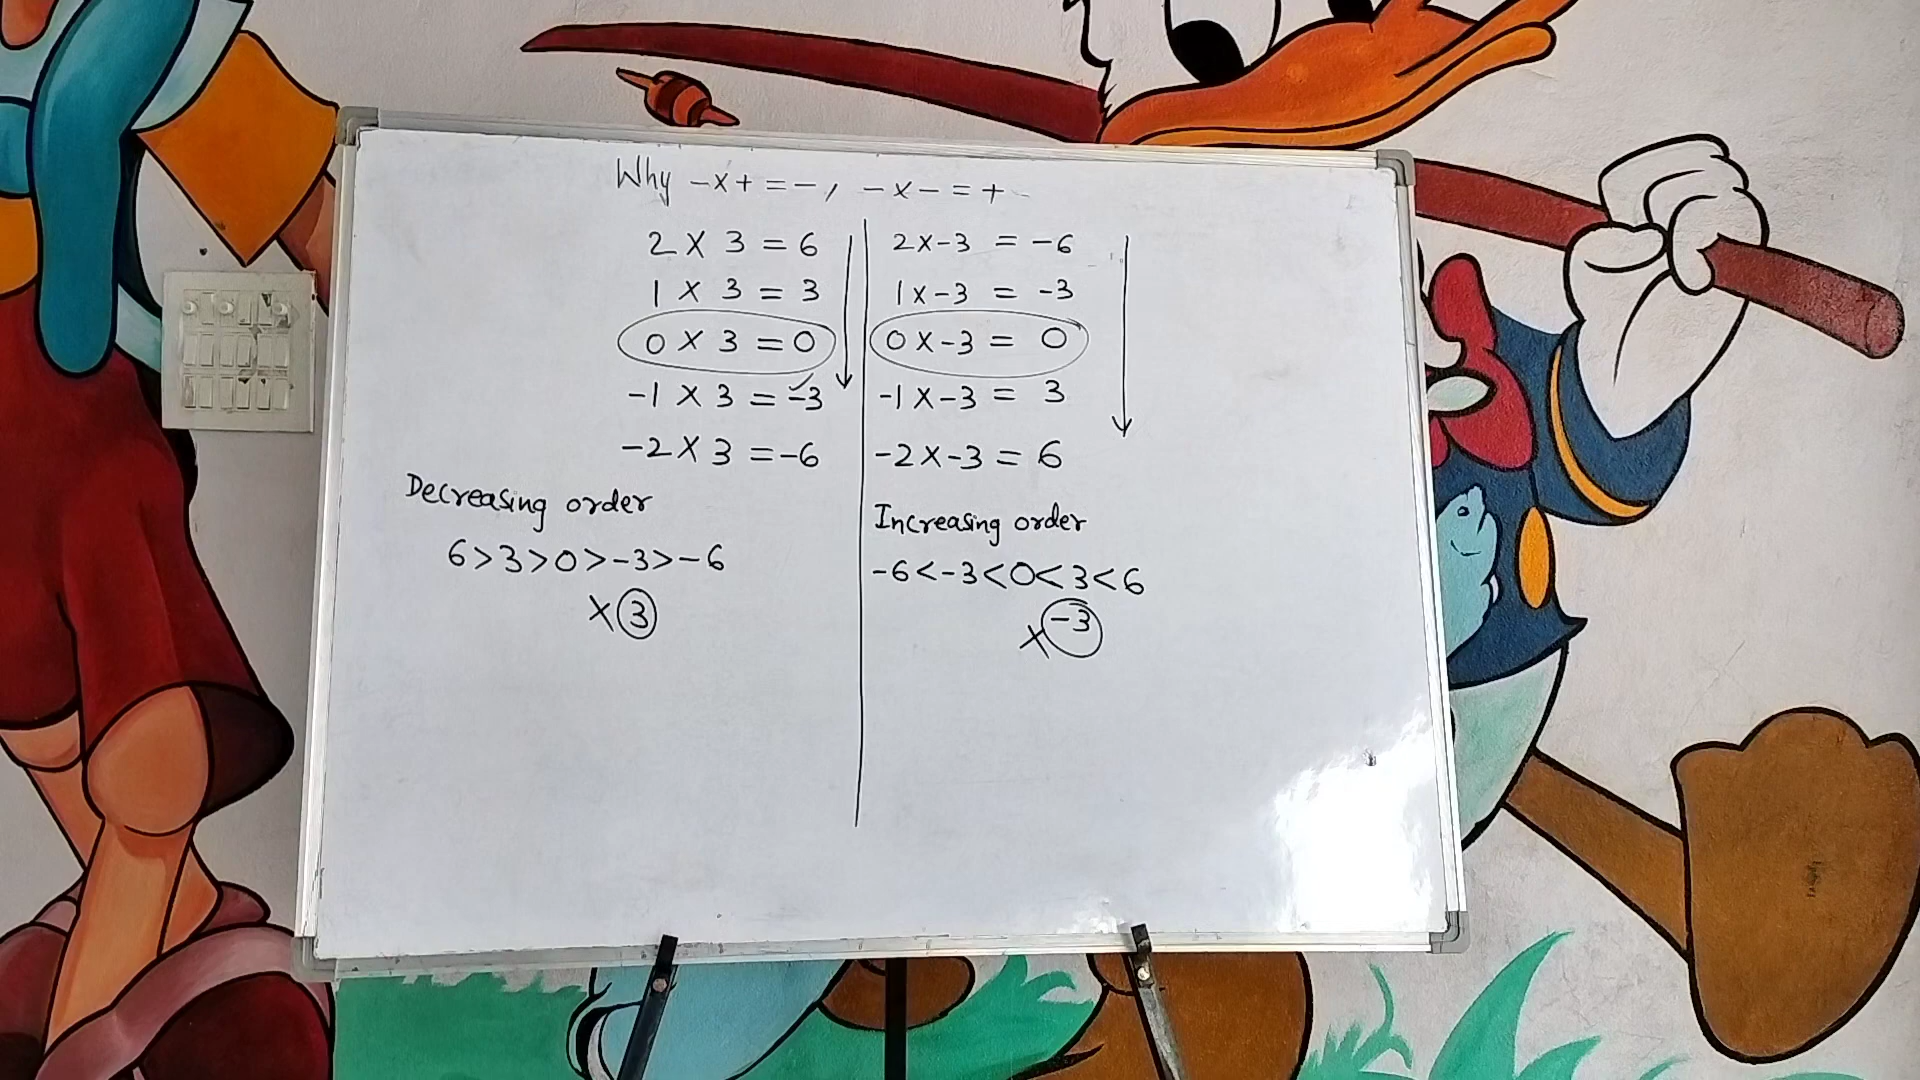 Why -x+ = -, -x- = +
2 X 3 = 6
1 X 3 = 3
0 X 3 = 0
-1 X 3 = -3
-2 X 3 = -6
Decreasing order
6>3>0>-3>-6
X 3
2 x -3 = -6
1 x -3 = -3
0 X -3 = 0
-1 X -3 = 3
-2 X -3 = 6
Increasing order
-6<-3<0<3<6
X -3